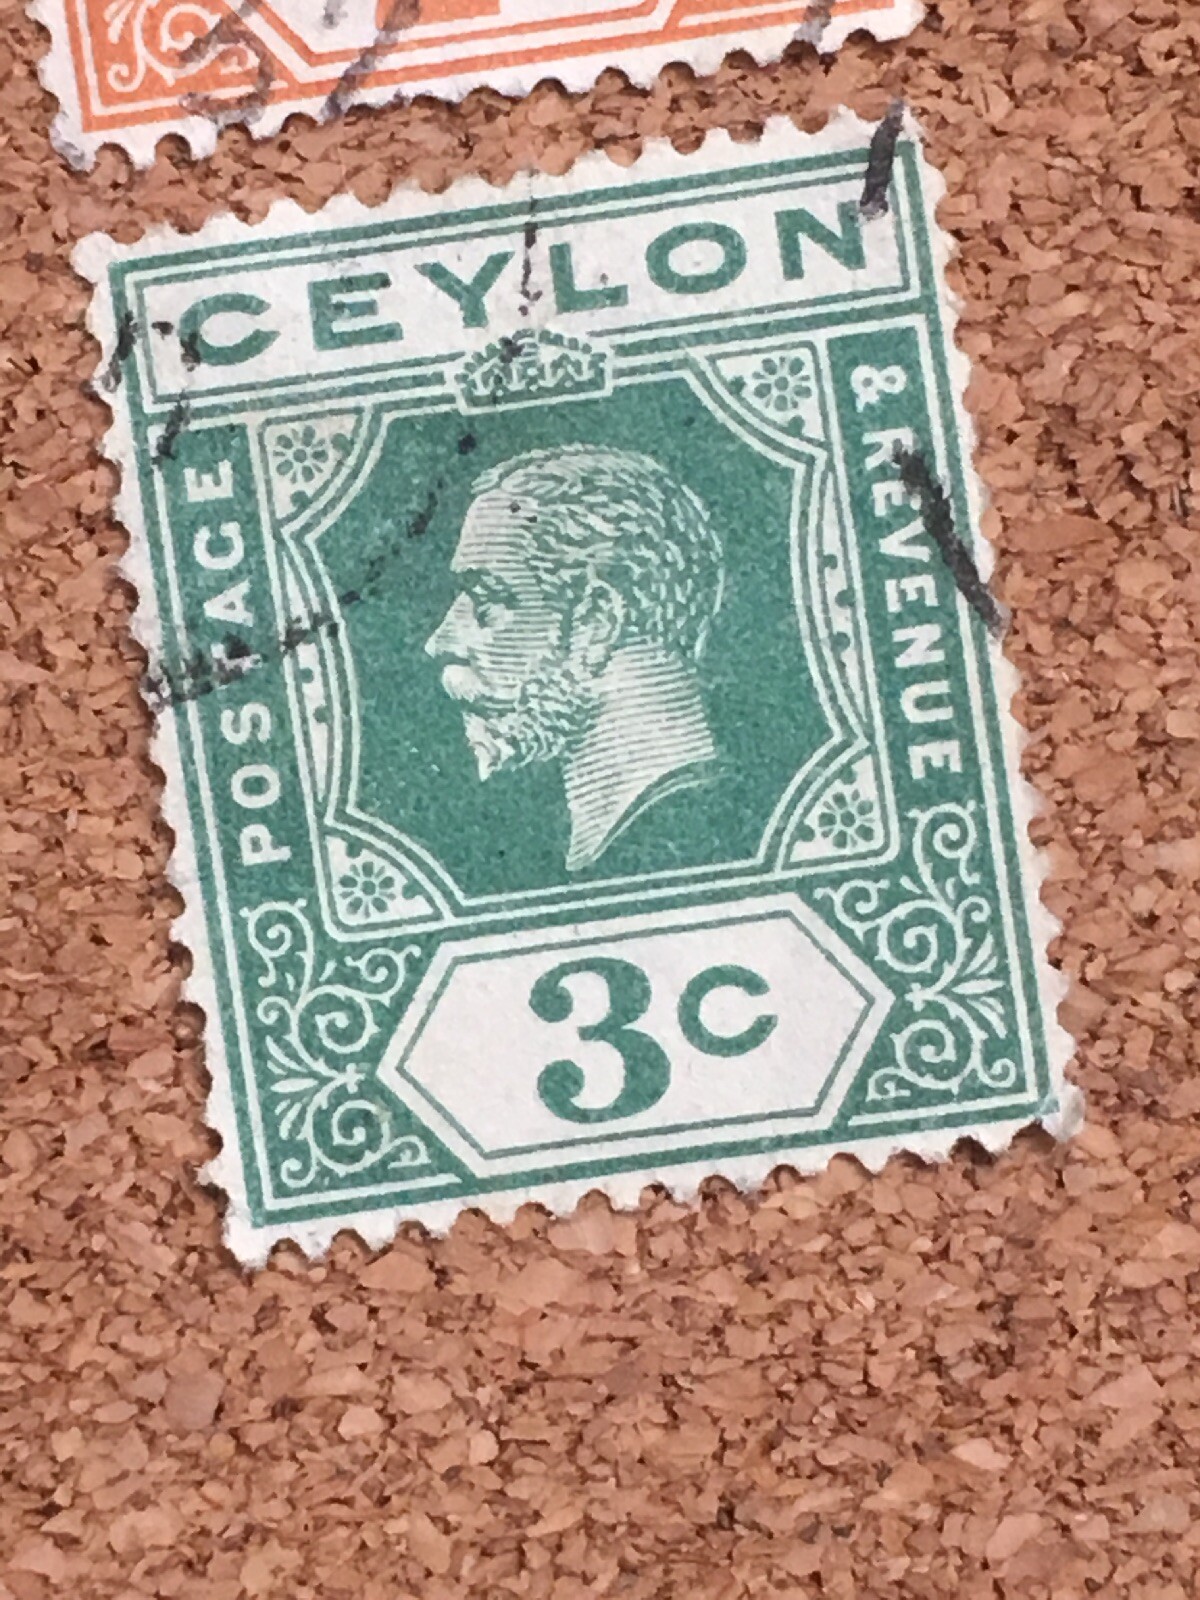 CEYLON
POSTAGE
& REVENUE
3C